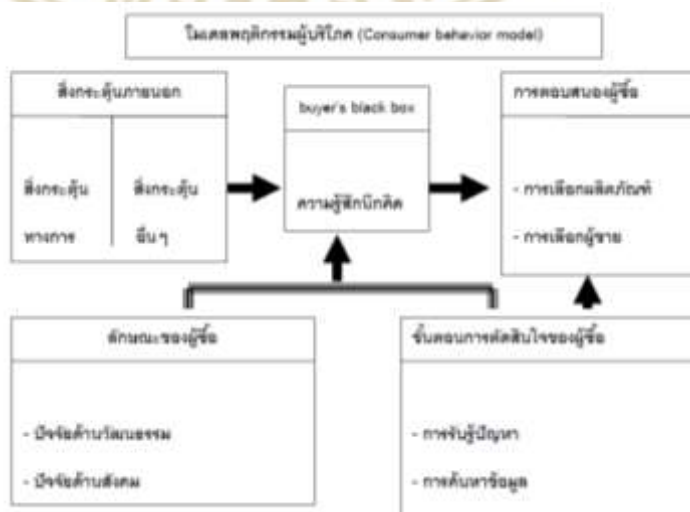 โมเดลพฤติกรรมผู้บริโภค (Consumer behavior model)
สิ่งกระตุ้นภายนอก
สิ่งกระตุ้น
ทางการ
สิ่งกระตุ้น
อื่นๆ
buyer's black box
ความรู้สึกนึกคิด
การตอบสนองผู้ซื้อ
- การเลือกผลิตภัณฑ์
- การเลือกผู้ขาย
ลักษณะของผู้ซื้อ
- ปัจจัยด้านวัฒนธรรม
- ปัจจัยด้านสังคม
ขั้นตอนการตัดสินใจของผู้ซื้อ
- การรับรู้ปัญหา
- การค้นหาข้อมูล